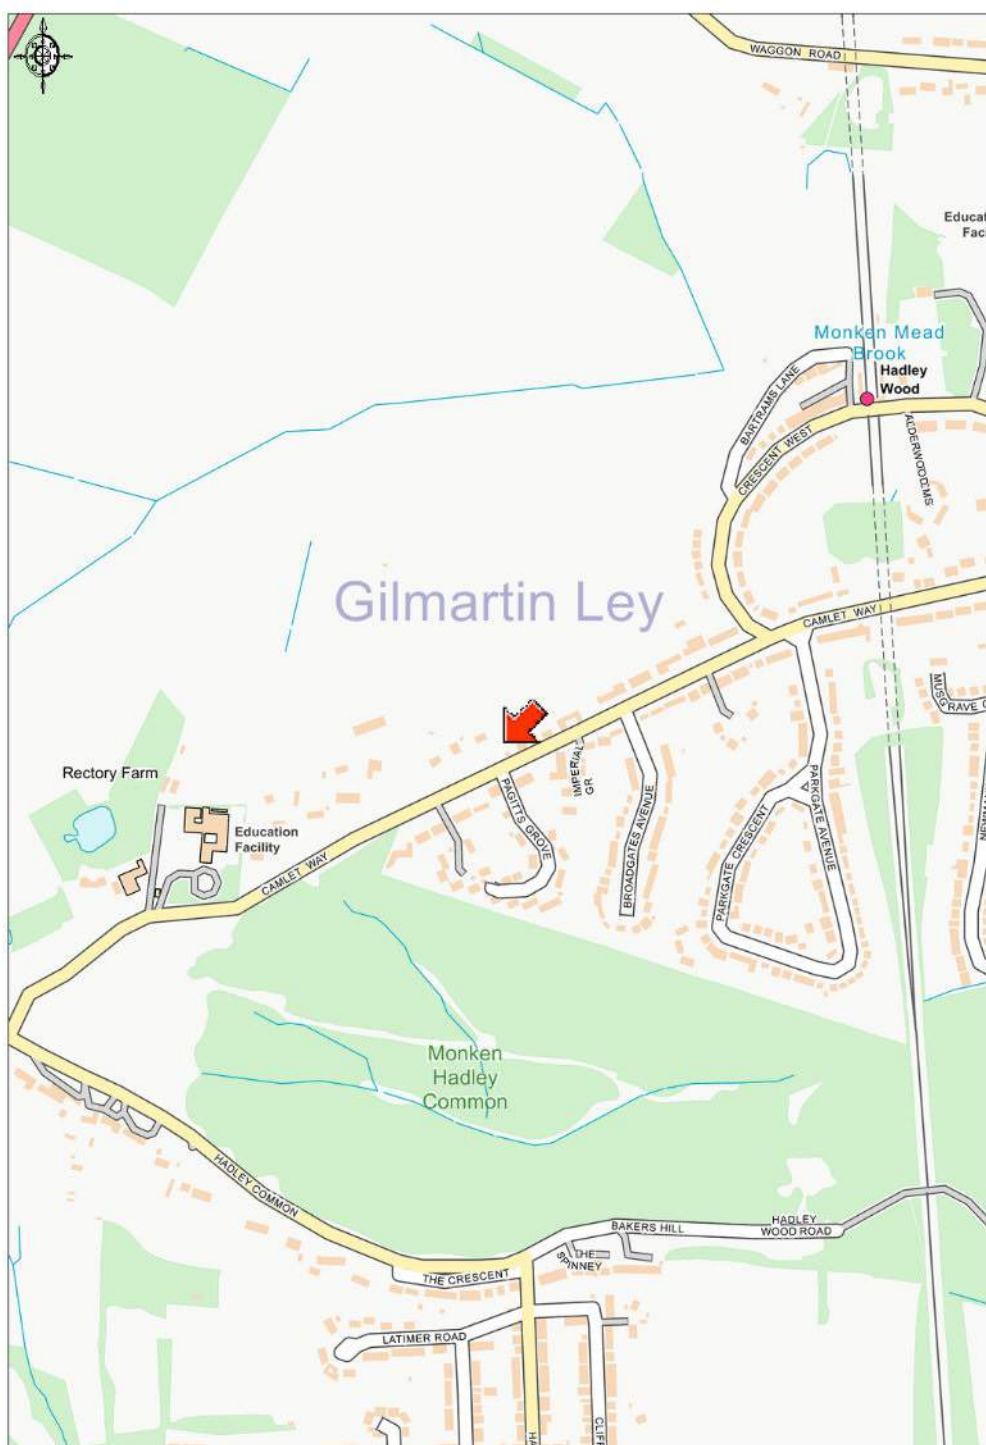 WAGGON ROAD
Educat
Faci
Monken Mead
Brook
Hadley
Wood
BARTRAMS LANE
CRESCENT WEST
Gilmartin Ley
CAMLET WAY
MUSGRAVE C
IMPERIAL
GR
PAGITTS GROVE
BROADGATES AVENUE
PARKGATE CRESCENT
PARKGATE AVENUE
Rectory Farm
Education
Facility
CAMLET WAY
Monken
Hadley
Common
HADLEY COMMON
BAKERS HILL
HADLEY
WOOD ROAD
THE
SPINNEY
THE CRESCENT
LATIMER ROAD
HA
CLIFF